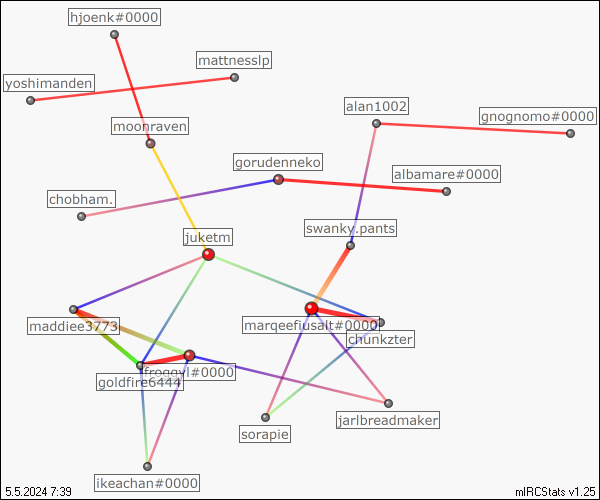 hjoenk#0000
mattnesslp
yoshimanden
alan1002
gnognomo#0000
moonraven
gorudenneko
albamare#0000
chobham.
swanky.pants
juketm
maddiee3773
marqeefiusalt#0000
chunkzter
froggyl#0000
goldfire6444
jarlbreadmaker
sorapie
ikeachan#0000
5.5.2024 7:39
mIRCStats v1.25